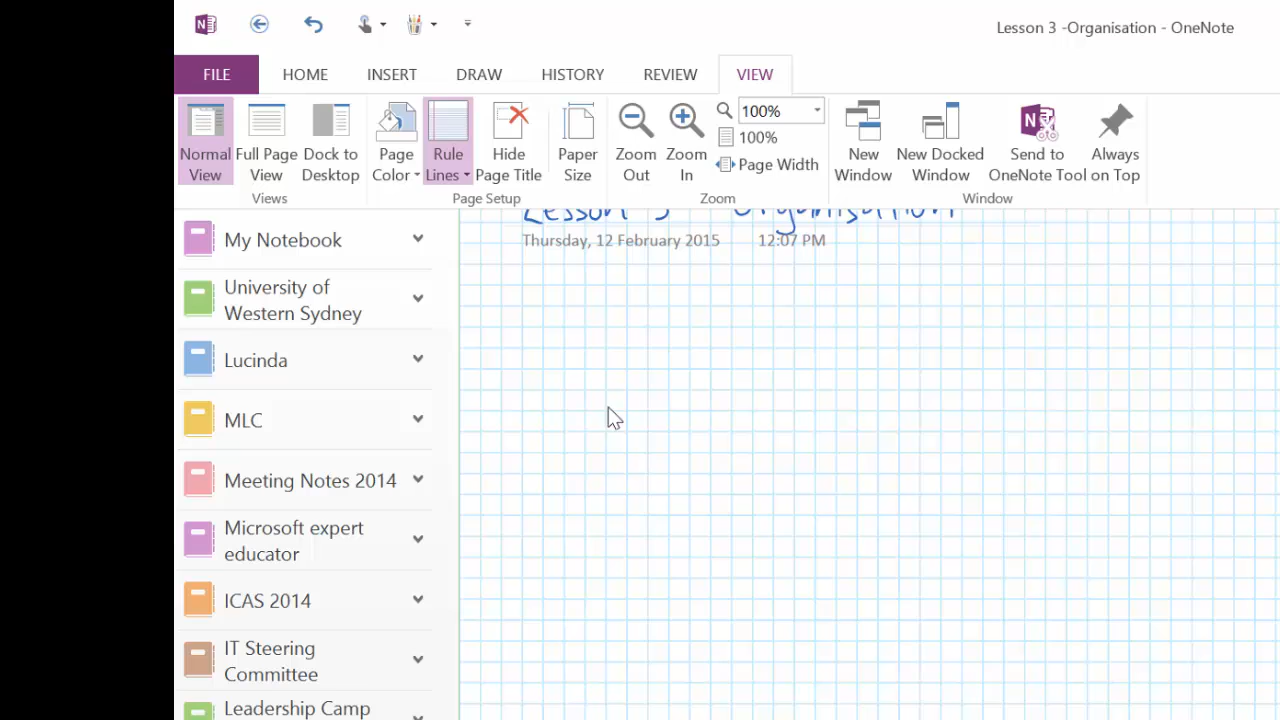 Lesson 3 -Organisation - OneNote
FILE HOME INSERT DRAW HISTORY REVIEW VIEW
Normal View
Full Page View
Dock to Desktop
Views
Page Color
Rule Lines
Hide Page Title
Paper Size
Page Setup
Zoom Out
Zoom In
100%
100%
Page Width
Zoom
New Window
New Docked Window
Send to OneNote Tool
Always on Top
Window
Lesson 3 Organisation
Thursday, 12 February 2015 12:07 PM
My Notebook
University of
Western Sydney
Lucinda
MLC
Meeting Notes 2014
Microsoft expert
educator
ICAS 2014
IT Steering
Committee
Leadership Camp